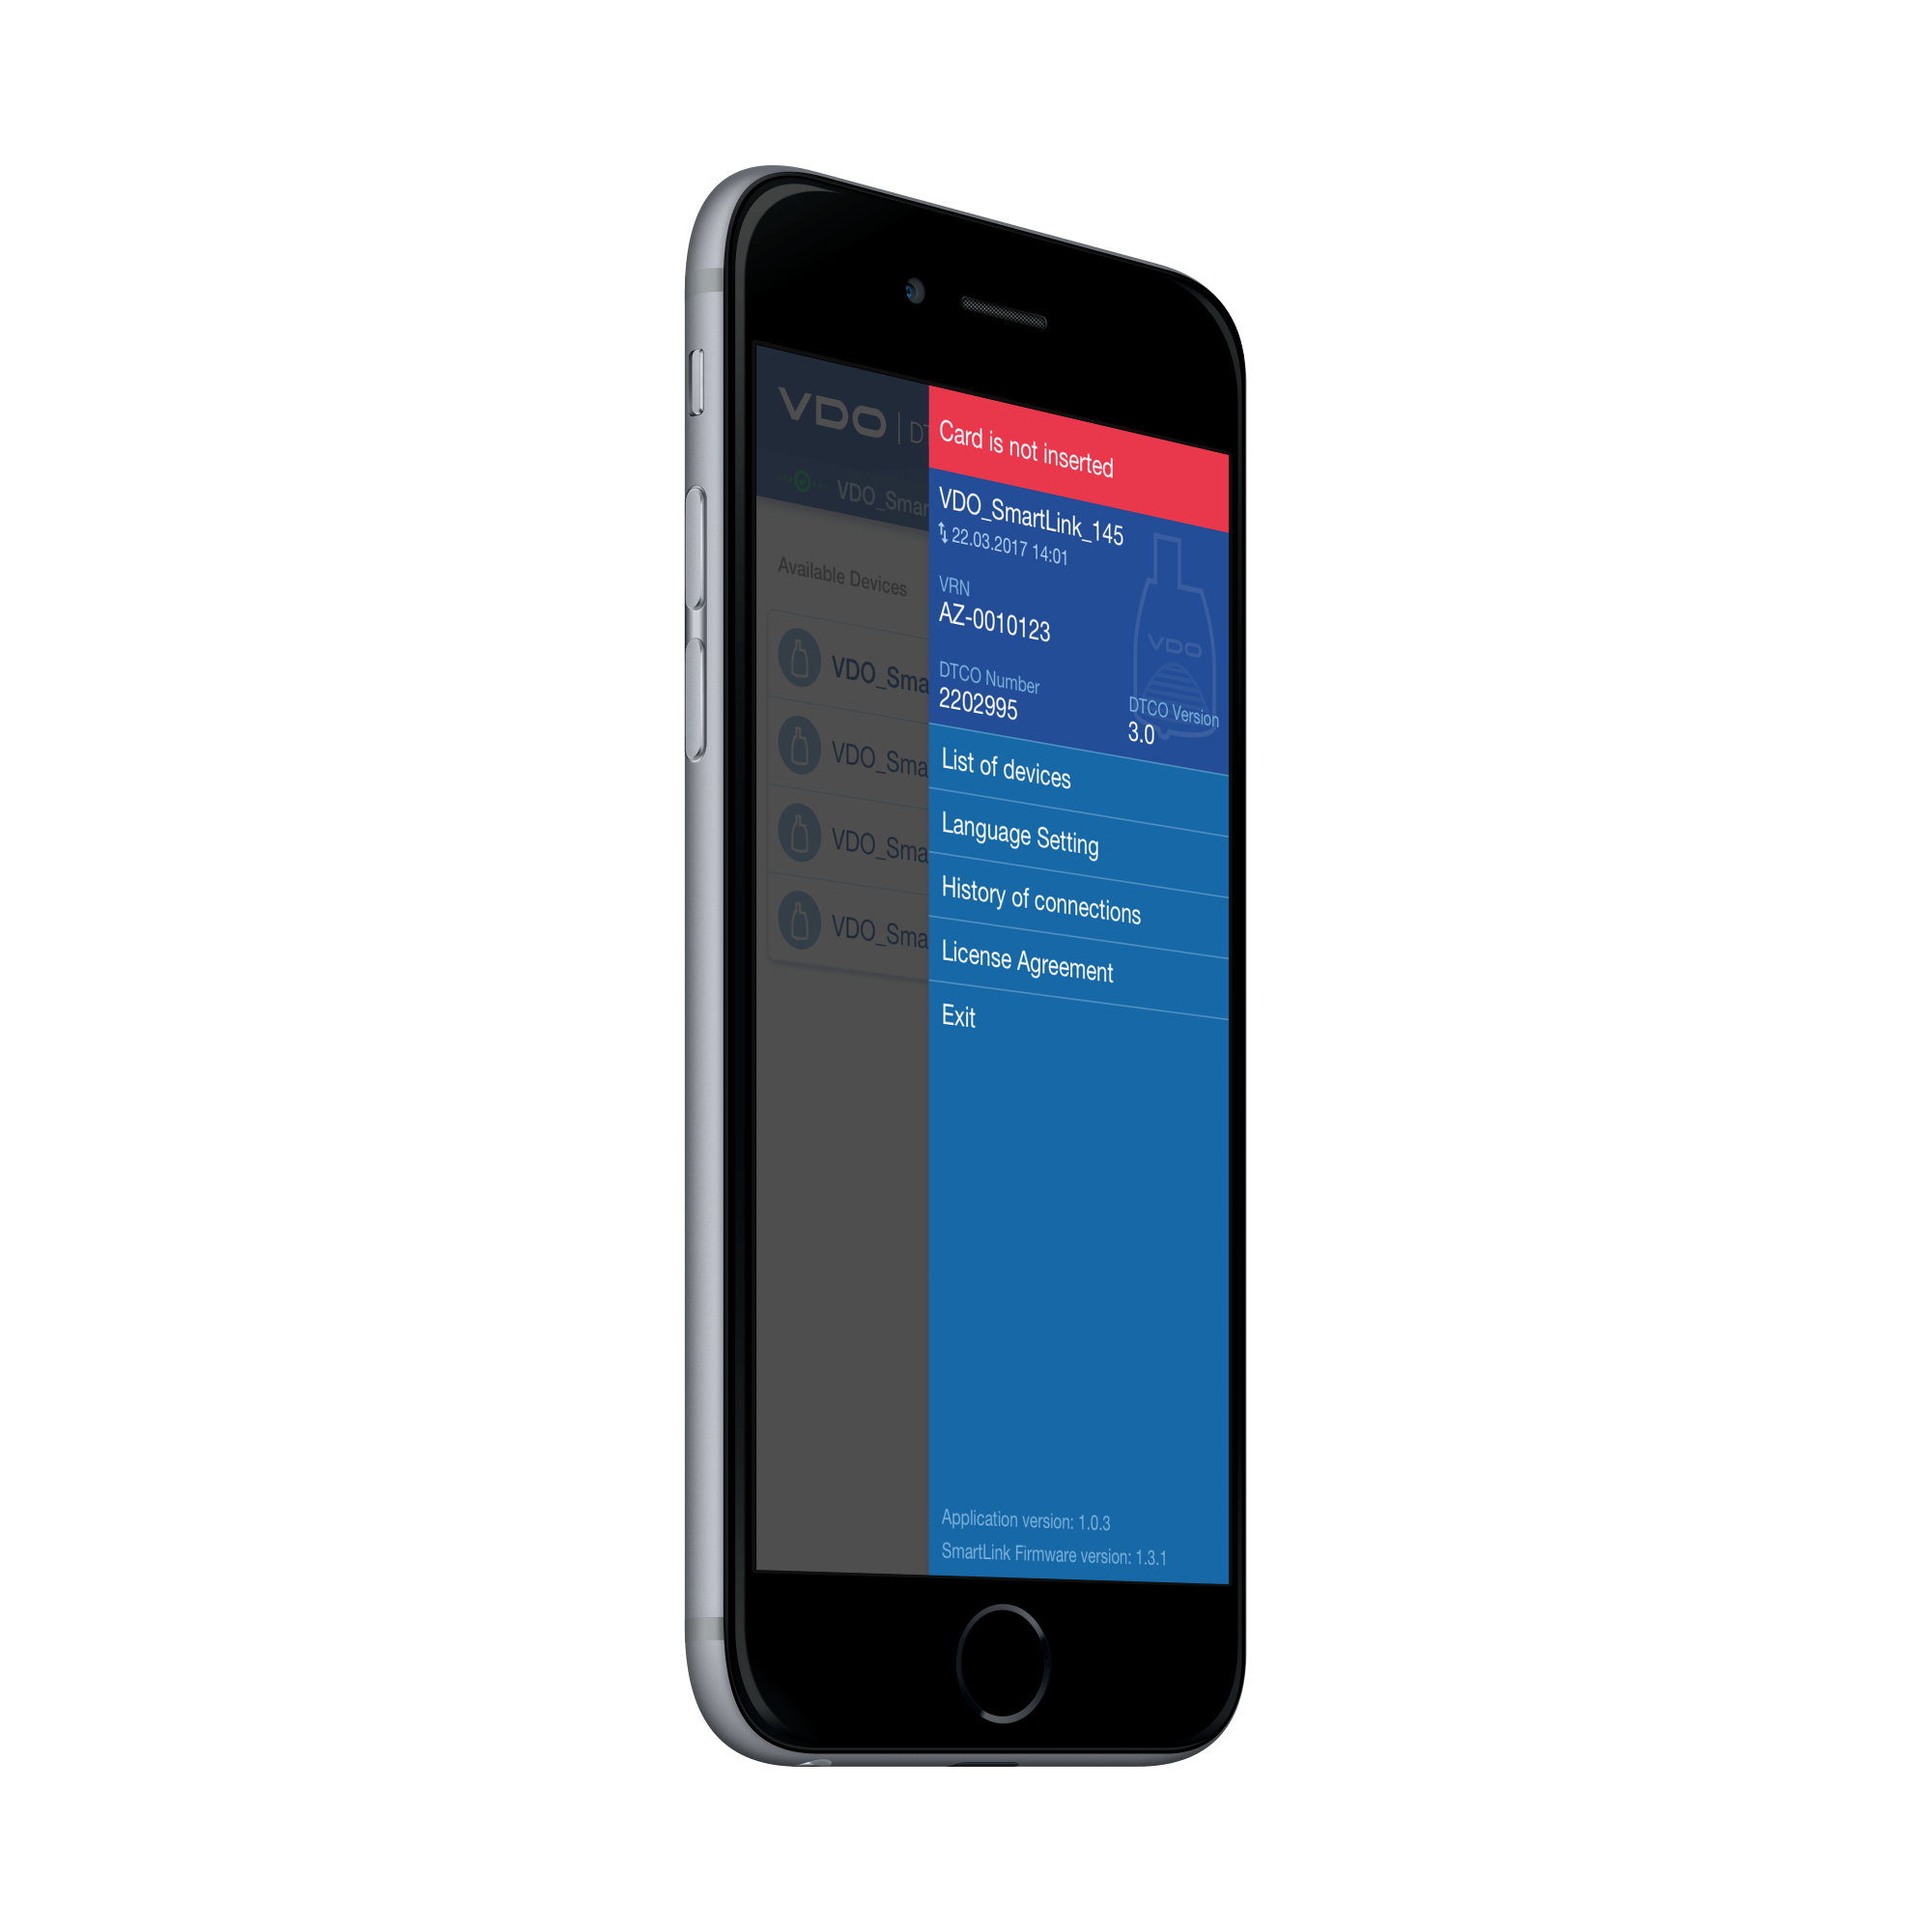 VDO
VDO_Smar
Available Devices
VDO_Sma
VDO_Sma
VDO_Sma
VDO_Sma
Card is not inserted
VDO_SmartLink_145
22.03.2017 14:01
VRN
AZ-0010123
VDO
DTCO Number
2202995
DTCO Version
3.0
List of devices
Language Setting
History of connections
License Agreement
Exit
Application version: 1.0.3
SmartLink Firmware version: 1.3.1